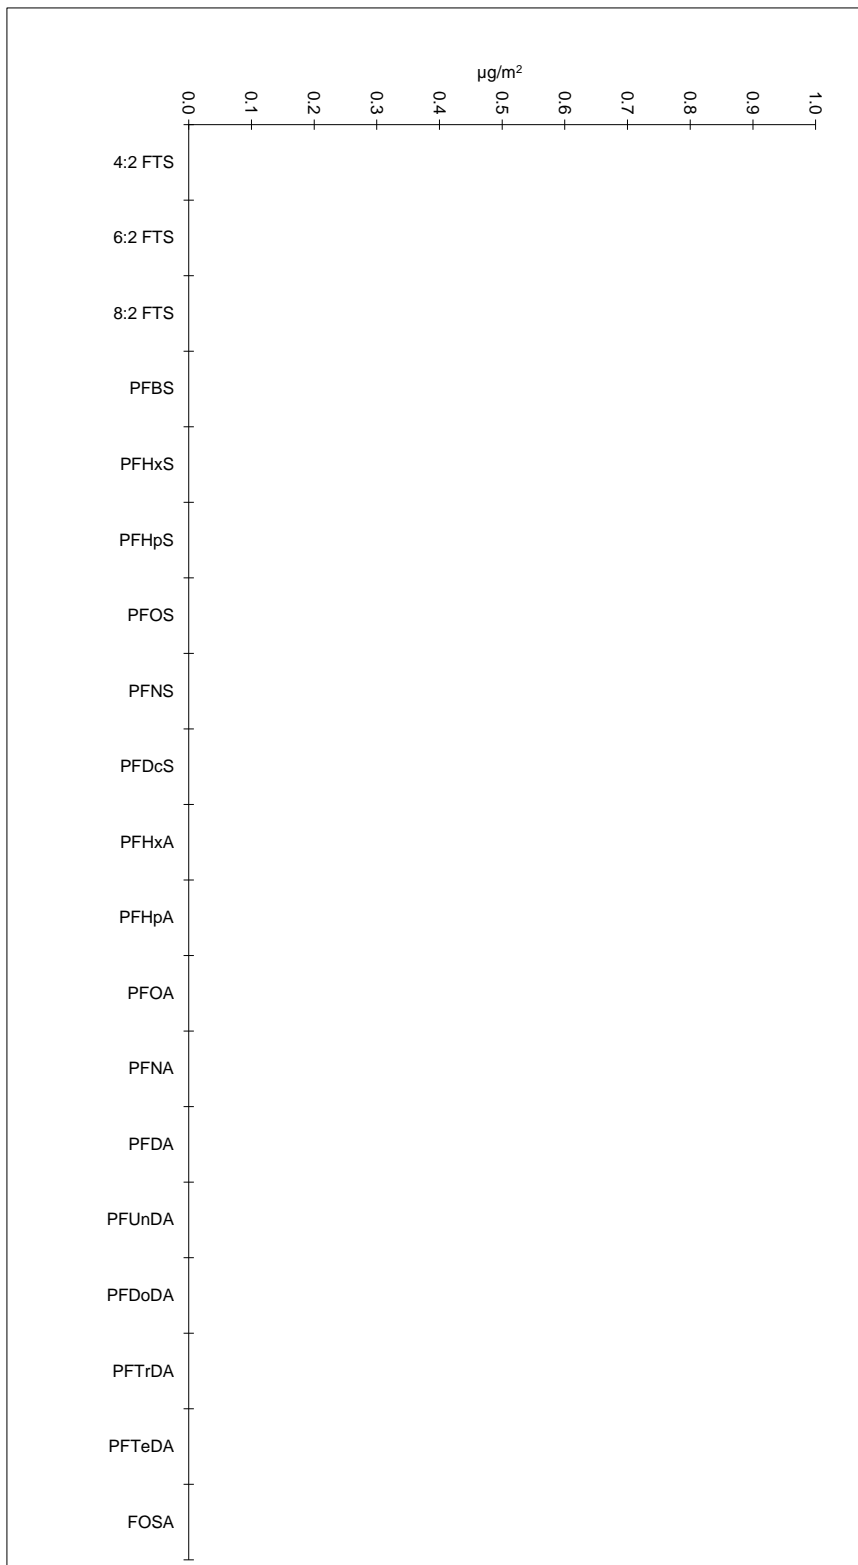 µg/m²
0.0
0.1
0.2
0.3
0.4
0.5
0.6
0.7
0.8
0.9
1.0
4:2 FTS
6:2 FTS
8:2 FTS
PFBS
PFHxS
PFHpS
PFOS
PFNS
PFDcS
PFHxA
PFHpA
PFOA
PFNA
PFDA
PFUnDA
PFDoDA
PFTrDA
PFTeDA
FOSA